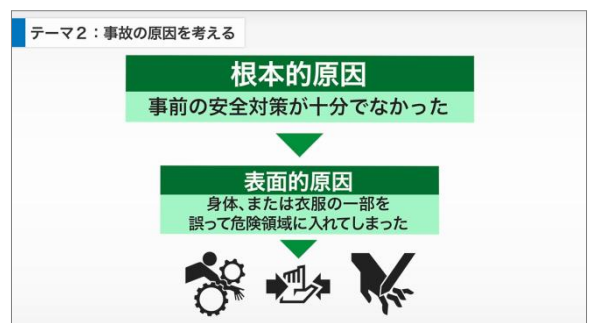 テーマ2：事故の原因を考える
根本的原因
事前の安全対策が十分でなかった
表面的原因
身体、または衣服の一部を
誤って危険領域に入れてしまった